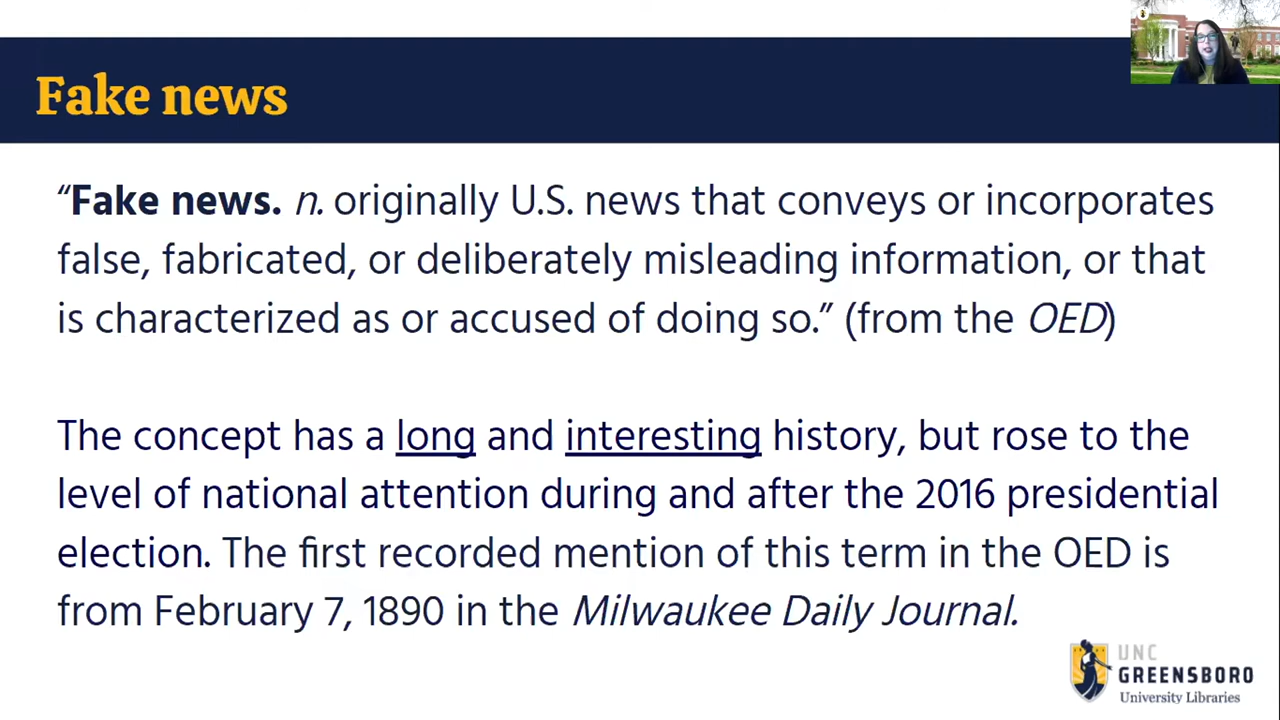 Fake news
“Fake news. n. originally U.S. news that conveys or incorporates
false, fabricated, or deliberately misleading information, or that
is characterized as or accused of doing so.” (from the OED)
The concept has a long and interesting history, but rose to the
level of national attention during and after the 2016 presidential
election. The first recorded mention of this term in the OED is
from February 7, 1890 in the Milwaukee Daily Journal.
UNC
GREENSBORO
University Libraries